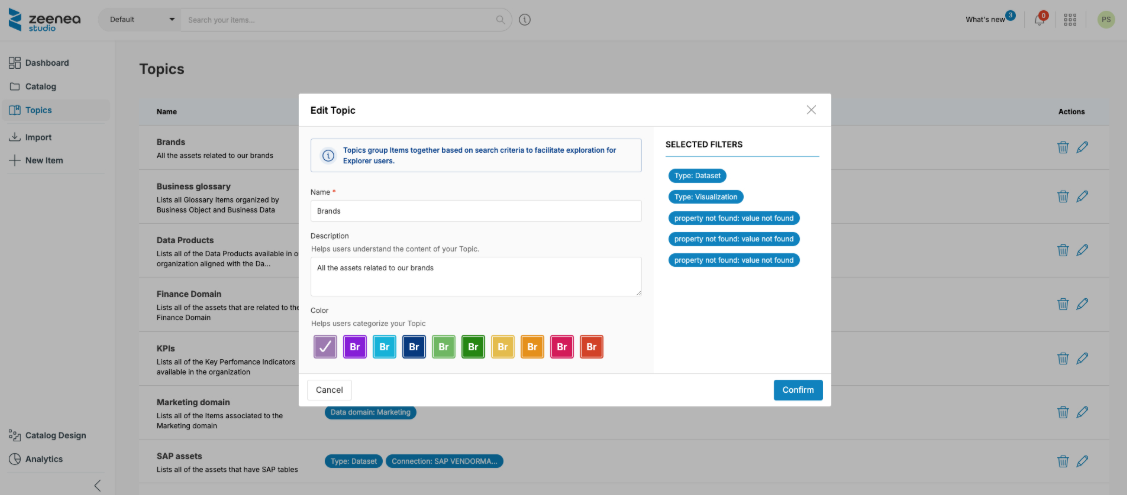 zeenea
studio
Default
Search your items...
What's new
3
0
PS
Dashboard
Catalog
Topics
Import
New Item
Catalog Design
Analytics
Topics
Name
Actions
Brands
All the assets related to our brands
Business glossary
Lists all Glossary Items organized by
Business Object and Business Data
Data Products
Lists all of the Data Products available in o
organization aligned with the Da...
Finance Domain
Lists all of the assets that are related to the
Finance Domain
KPIs
Lists all of the Key Perfomance Indicators
available in the organization
Marketing domain
Lists all of the Items associated to the
Marketing domain
Data domain: Marketing
SAP assets
Lists all of the assets that have SAP tables
Type: Dataset
Connection: SAP VENDORMA...
Edit Topic
Topics group Items together based on search criteria to facilitate exploration for
Explorer users.
Name *
Brands
Description
Helps users understand the content of your Topic.
All the assets related to our brands
Color
Helps users categorize your Topic
Br Br Br Br Br Br Br Br Br
SELECTED FILTERS
Type: Dataset
Type: Visualization
property not found: value not found
property not found: value not found
property not found: value not found
Cancel
Confirm